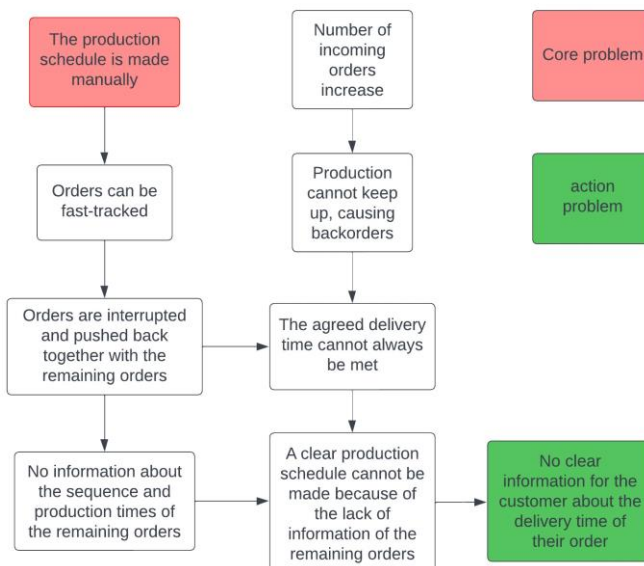 The production
schedule is made
manually
Number of
incoming
orders
increase
Core problem
Orders can be
fast-tracked
Production
cannot keep
up, causing
backorders
action
problem
Orders are interrupted
and pushed back
together with the
remaining orders
The agreed delivery
time cannot always
be met
No information about
the sequence and
production times of
the remaining orders
A clear production
schedule cannot be
made because of
the lack of
information of the
remaining orders
No clear
information for the
customer about the
delivery time of
their order